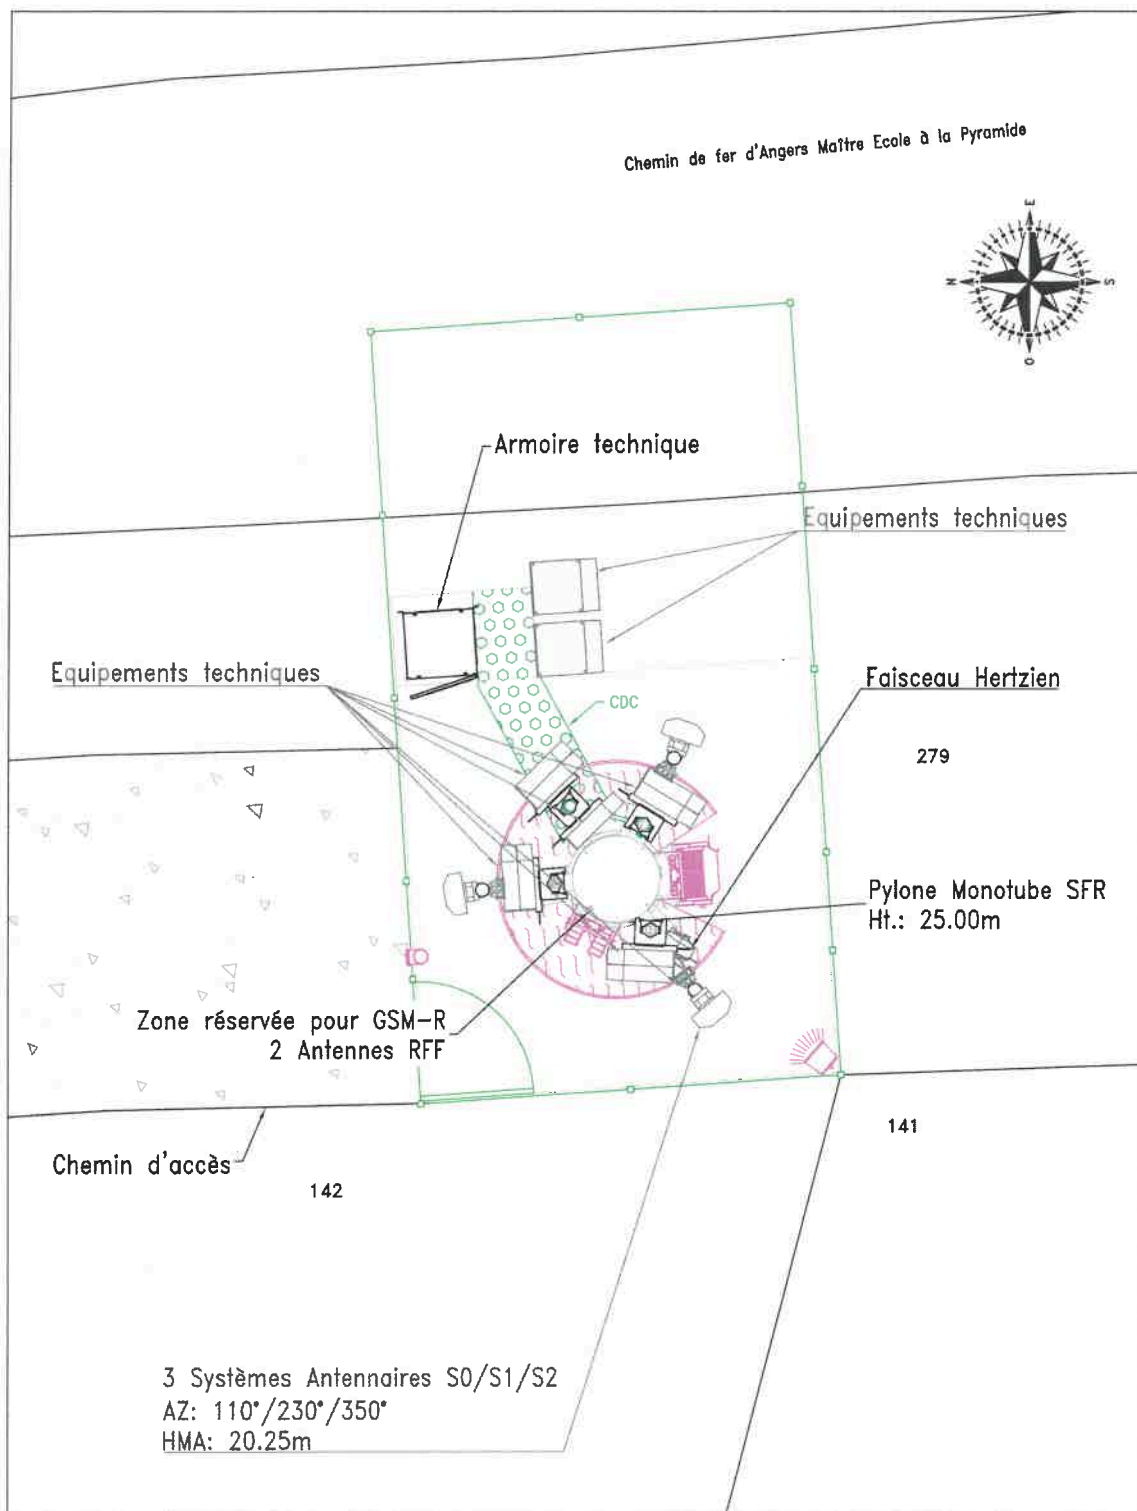 Chemin de fer d'Angers Maître Ecole à la Pyramide
E
N
S
O
Armoire technique
Equipements techniques
Equipements techniques
Faisceau Hertzien
CDC
279
Pylone Monotube SFR
Ht.: 25.00m
Zone réservée pour GSM-R
2 Antennes RFF
141
Chemin d'accès
142
3 Systèmes Antennaires S0/S1/S2
AZ: 110°/230°/350°
HMA: 20.25m